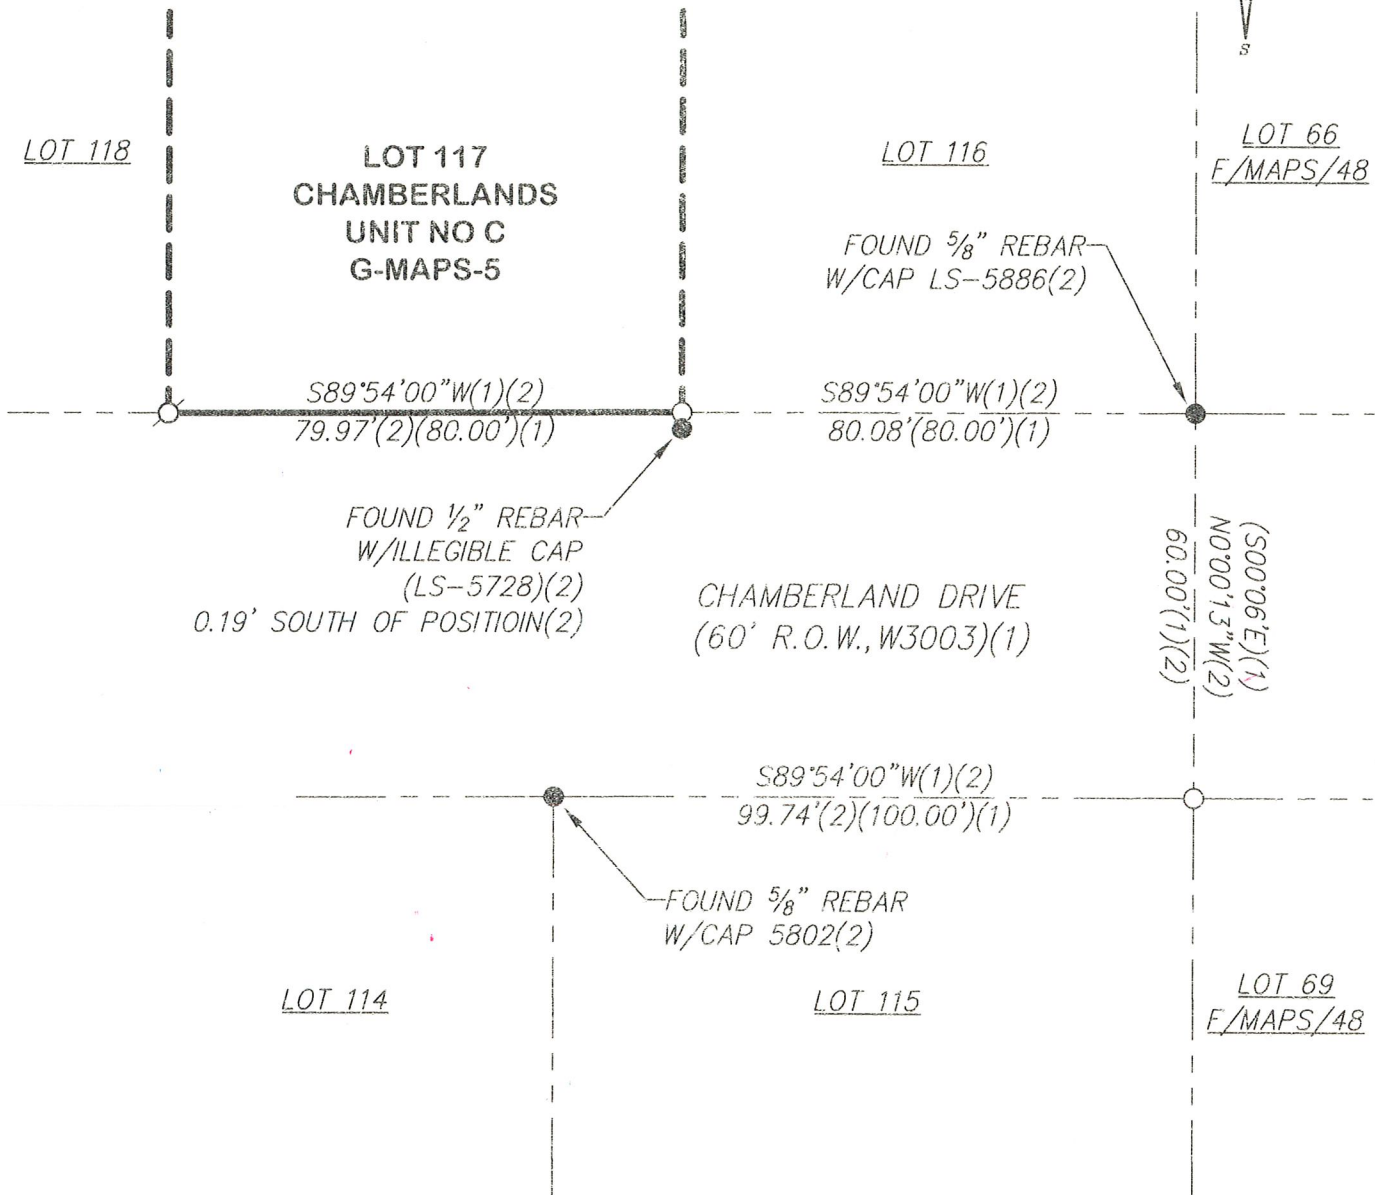 S
LOT 118
LOT 117
CHAMBERLANDS
UNIT NO C
G-MAPS-5
LOT 116
LOT 66
F/MAPS/48
FOUND 5/8" REBAR
W/CAP LS-5886(2)
S89°54'00"W(1)(2)
79.97'(2)(80.00')(1)
S89°54'00"W(1)(2)
80.08'(80.00')(1)
FOUND 1/2" REBAR
W/ILLEGIBLE CAP
(LS-5728)(2)
0.19' SOUTH OF POSITIOIN(2)
CHAMBERLAND DRIVE
(60' R.O.W., W3003)(1)
(S00°06'E)(1)
N0°00'13"W(2)
60.00'(1)(2)
S89°54'00"W(1)(2)
99.74'(2)(100.00')(1)
FOUND 5/8" REBAR
W/CAP 5802(2)
LOT 114
LOT 115
LOT 69
F/MAPS/48